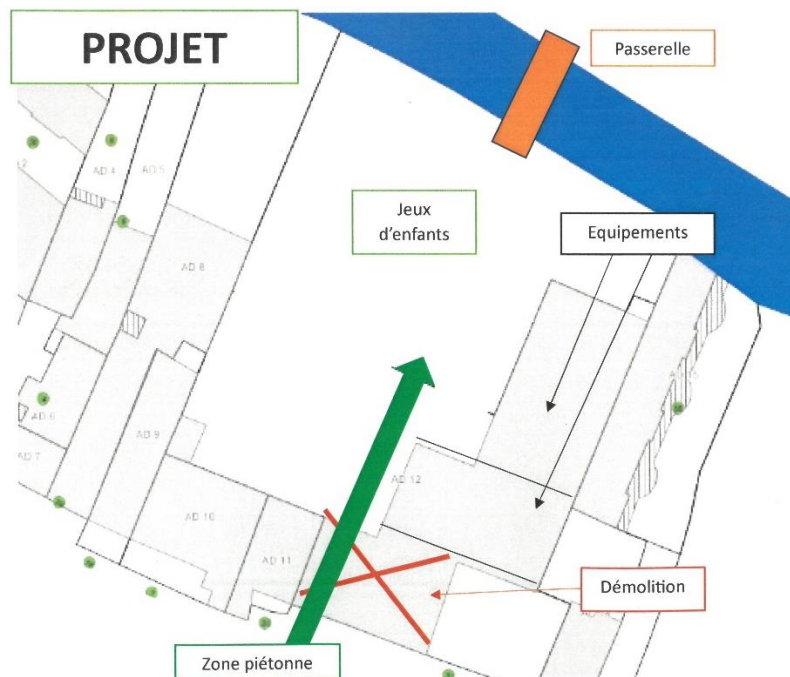 PROJET
Passerelle
AD 4
AD 5
Jeux
d'enfants
Equipements
AD 8
AD 6
AD 9
AD 7
AD 12
AD 10
AD 11
Démolition
Zone piétonne